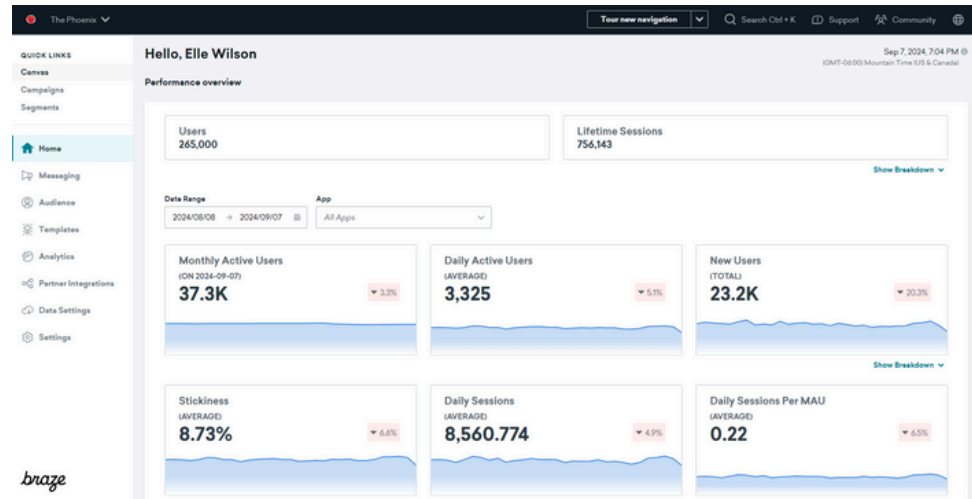 The Phoenix
Tour new navigation
Search Ctrl + K
Support
Community
QUICK LINKS
Canvas
Campaigns
Segments
Home
Messaging
Audience
Templates
Analytics
Partner Integrations
Data Settings
Settings
braze
Hello, Elle Wilson
Sep 7, 2024, 7:04 PM
(GMT-06:00) Mountain Time (US & Canada)
Performance overview
Users
265,000
Lifetime Sessions
756,143
Show Breakdown
Date Range
App
2024/08/08 → 2024/09/07
All Apps
Monthly Active Users
(ON 2024-09-07)
37.3K
3.3%
Daily Active Users
(AVERAGE)
3,325
5.1%
New Users
(TOTAL)
23.2K
20.3%
Show Breakdown
Stickiness
(AVERAGE)
8.73%
6.6%
Daily Sessions
(AVERAGE)
8,560.774
4.9%
Daily Sessions Per MAU
(AVERAGE)
0.22
6.5%